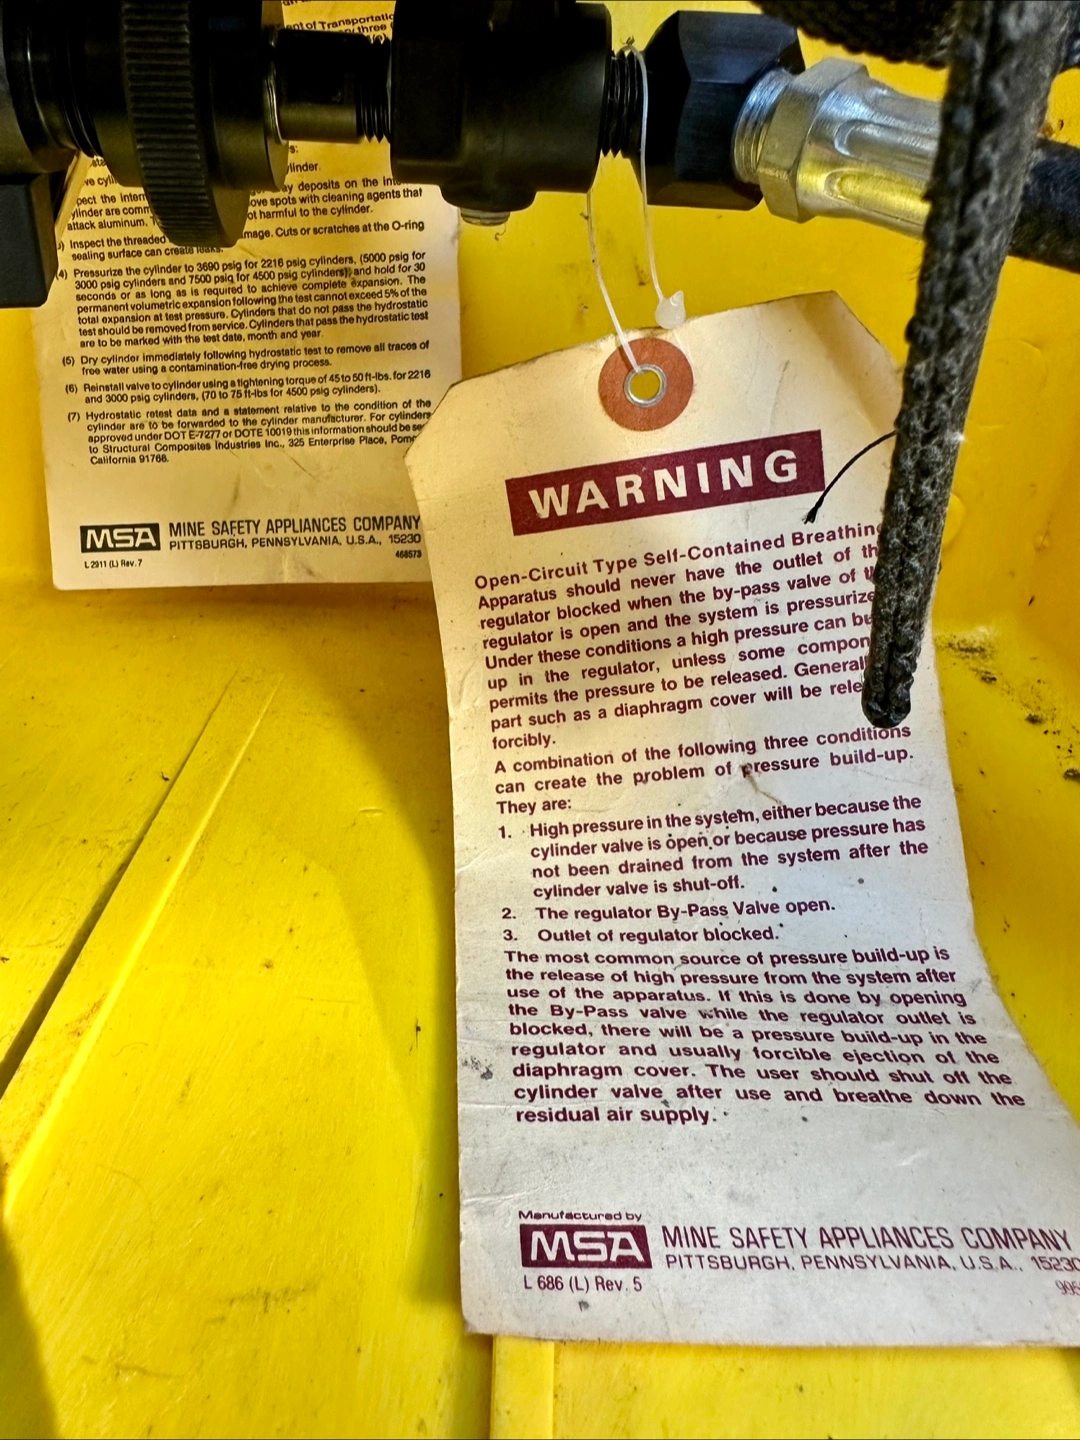 ent of Transportatio
three
s:
ylinder.
ve cyli
ay deposits on the inte
pect the intern
ove spots with cleaning agents that
ylinder are comm
ot harmful to the cylinder.
attack aluminum. T
Inspect the threaded
mage. Cuts or scratches at the O-ring
sealing surface can create leaks.
(4) Pressurize the cylinder to 3690 psig for 2216 psig cylinders, (5000 psig for
3000 psig cylinders and 7500 psig for 4500 psig cylinders), and hold for 30
seconds or as long as is required to achieve complete expansion. The
permanent volumetric expansion following the test cannot exceed 5% of the
total expansion at test pressure. Cylinders that do not pass the hydrostatic
test should be removed from service. Cylinders that pass the hydrostatic test
are to be marked with the test date, month and year.
(5) Dry cylinder immediately following hydrostatic test to remove all traces of
free water using a contamination-free drying process.
(6) Reinstall valve to cylinder using a tightening torque of 45 to 50 ft-lbs. for 2216
and 3000 psig cylinders, (70 to 75 ft-lbs for 4500 psig cylinders).
(7) Hydrostatic retest data and a statement relative to the condition of the
cylinder are to be forwarded to the cylinder manufacturer. For cylinders
approved under DOT E-7277 or DOT E 10019 this information should be sen
to Structural Composites Industries Inc., 325 Enterprise Place, Pomo
California 91768.
MSA MINE SAFETY APPLIANCES COMPANY
PITTSBURGH, PENNSYLVANIA, U.S.A., 15230
L 2911 (L) Rev. 7 468573
WARNING
Open-Circuit Type Self-Contained Breathing
Apparatus should never have the outlet of th
regulator blocked when the by-pass valve of th
regulator is open and the system is pressurize
Under these conditions a high pressure can bu
up in the regulator, unless some compon
permits the pressure to be released. Generall
part such as a diaphragm cover will be rele
forcibly.
A combination of the following three conditions
can create the problem of pressure build-up.
They are:
1. High pressure in the system, either because the
cylinder valve is open or because pressure has
not been drained from the system after the
cylinder valve is shut-off.
2. The regulator By-Pass Valve open.
3. Outlet of regulator blocked.
The most common source of pressure build-up is
the release of high pressure from the system after
use of the apparatus. If this is done by opening
the By-Pass valve while the regulator outlet is
blocked, there will be a pressure build-up in the
regulator and usually forcible ejection of the
diaphragm cover. The user should shut off the
cylinder valve after use and breathe down the
residual air supply.
Manufactured by
MSA MINE SAFETY APPLIANCES COMPANY
PITTSBURGH, PENNSYLVANIA, U.S.A., 15230
L 686 (L) Rev. 5